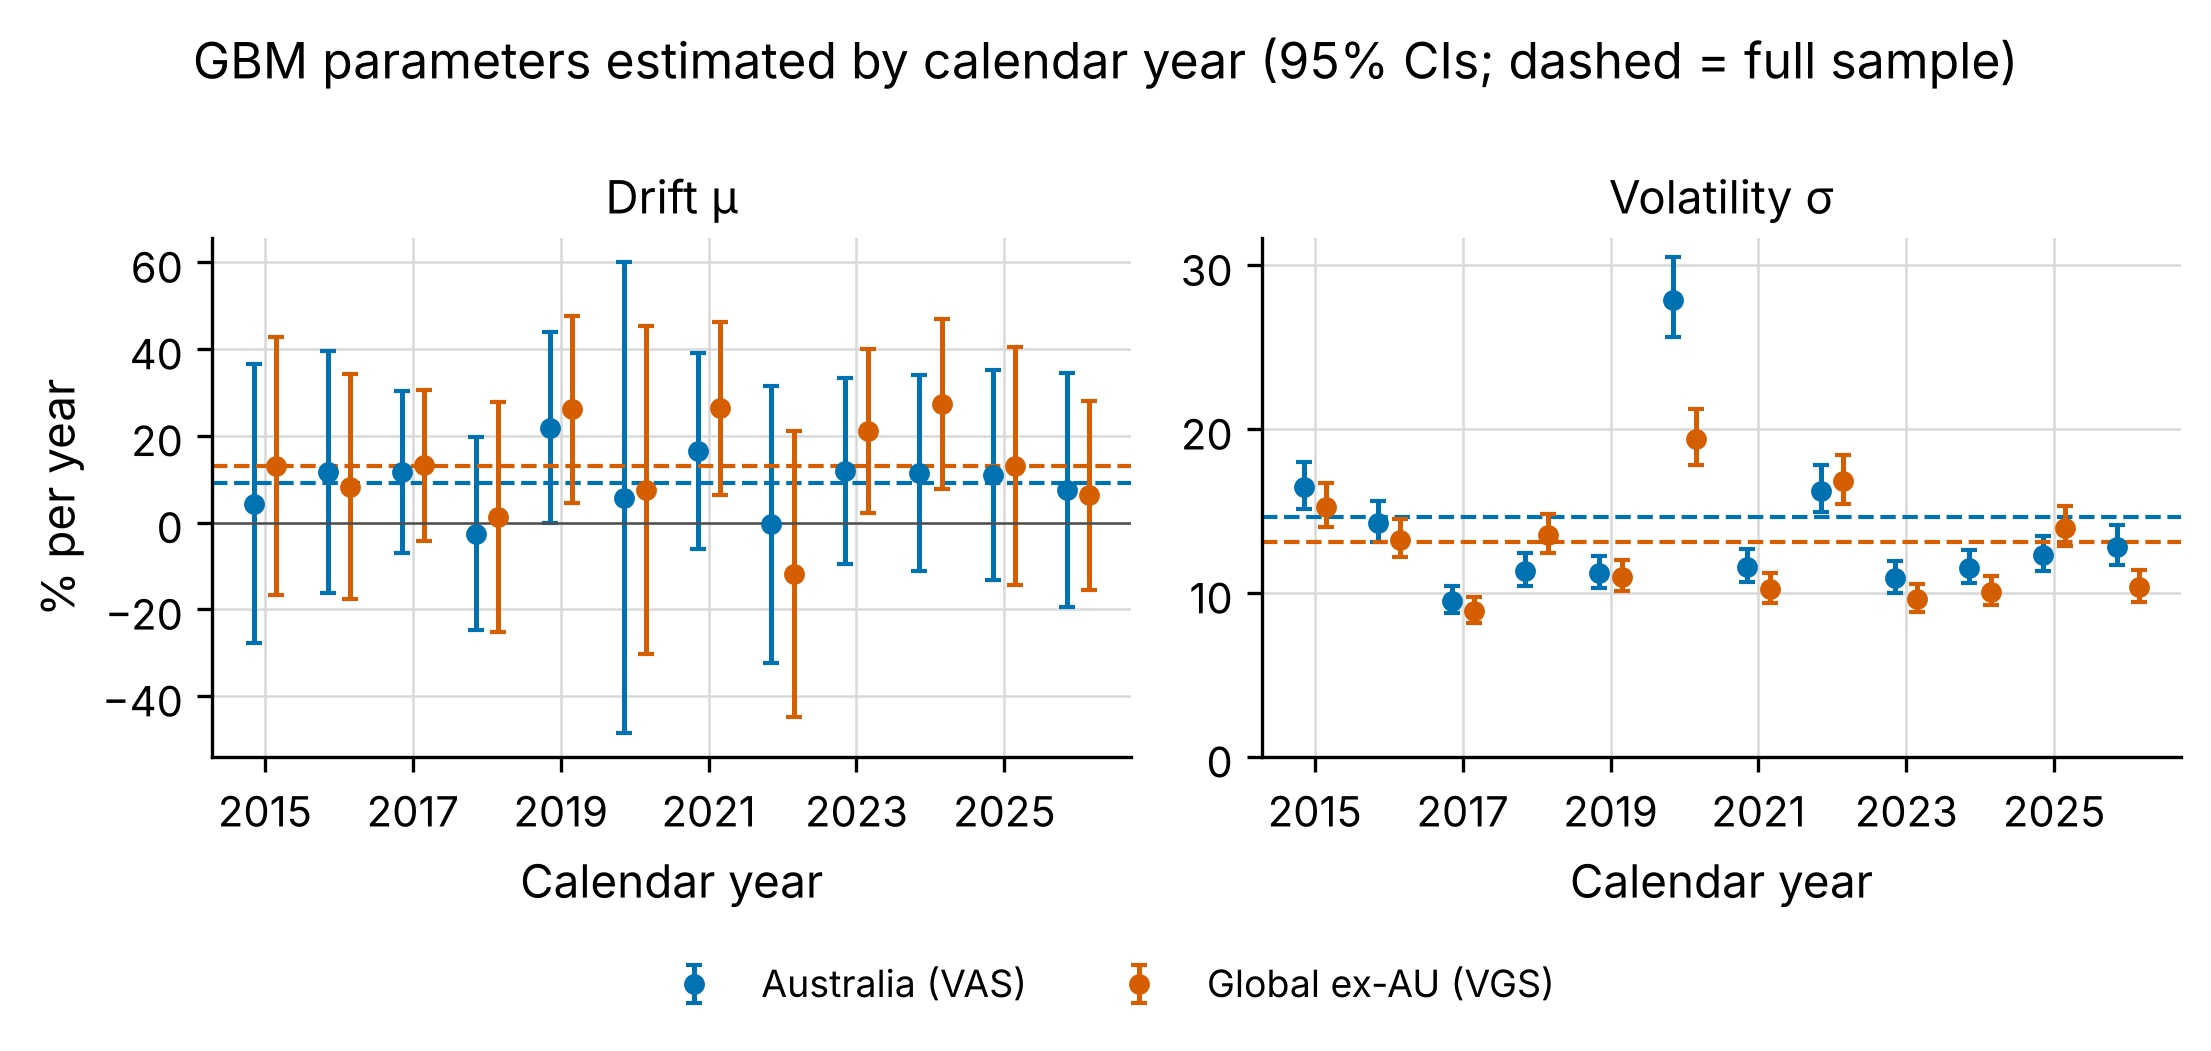 GBM parameters estimated by calendar year (95% CIs; dashed = full sample)
Drift μ
Volatility σ
% per year
60
40
20
0
−20
−40
2015 2017 2019 2021 2023 2025
Calendar year
30
20
10
0
2015 2017 2019 2021 2023 2025
Calendar year
Australia (VAS) Global ex-AU (VGS)